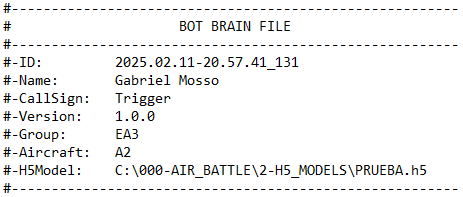 #---------------------------------------------------------
#                    BOT BRAIN FILE
#---------------------------------------------------------
#-ID:         2025.02.11-20.57.41_131
#-Name:       Gabriel Mosso
#-CallSign:   Trigger
#-Version:    1.0.0
#-Group:      EA3
#-Aircraft:   A2
#-H5Model:    C:\000-AIR_BATTLE\2-H5_MODELS\PRUEBA.h5
#---------------------------------------------------------